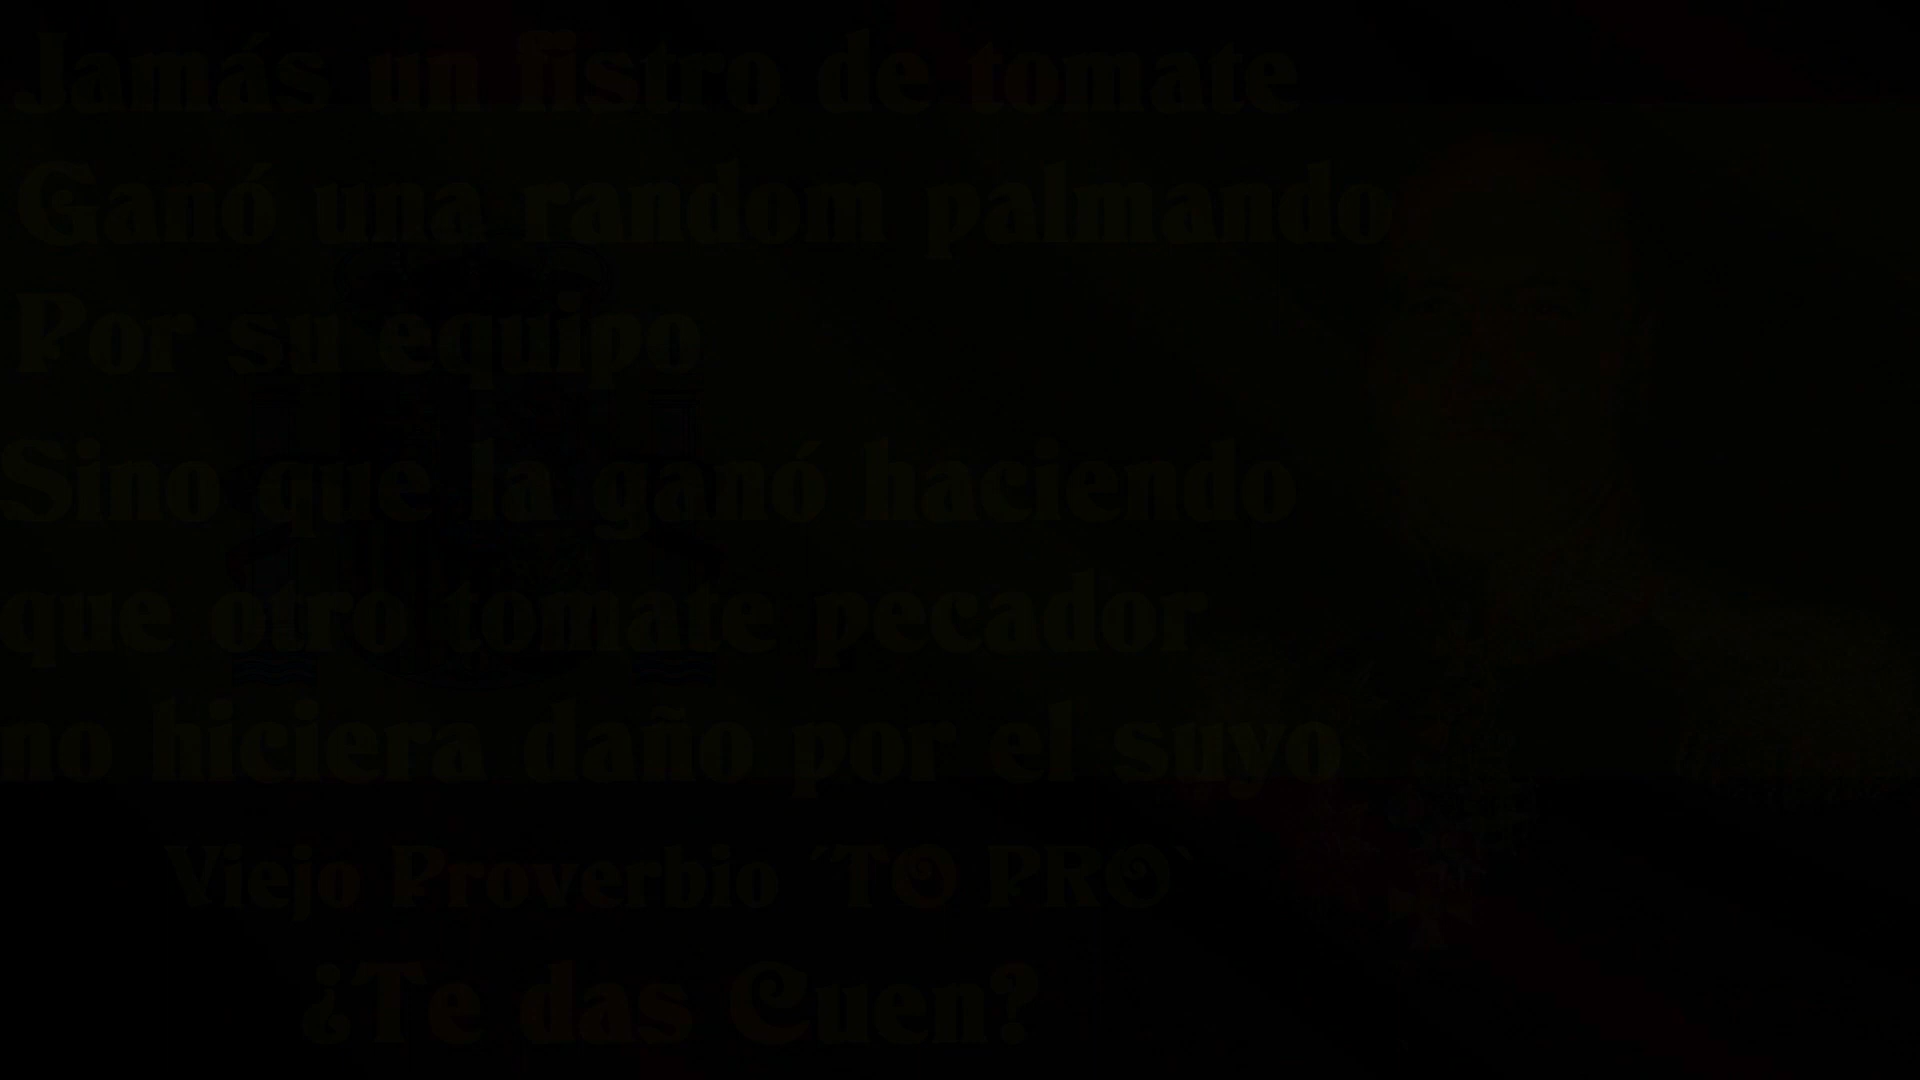 Jamás un fistro de tomate
Ganó una random palmando
Por su equipo
Sino que la ganó haciendo
que otro tomate pecador
no hiciera daño por el suyo
Viejo Proverbio ´TO PRO`
¿Te das Cuen?